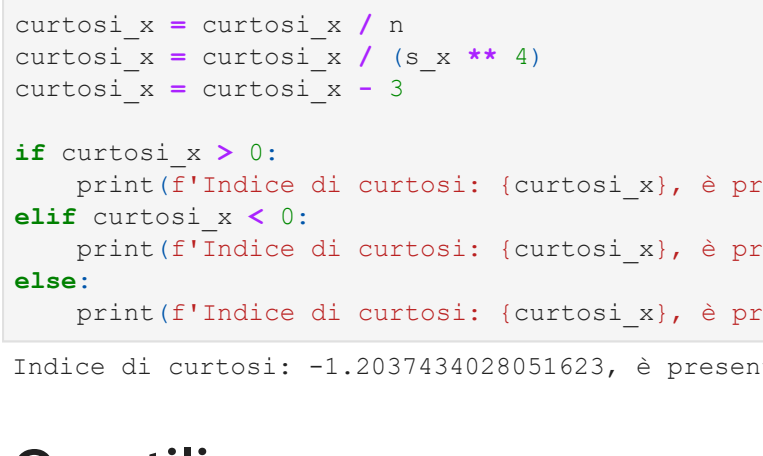 curtosi_x = curtosi_x / n
curtosi_x = curtosi_x / (s_x ** 4)
curtosi_x = curtosi_x - 3
if curtosi_x > 0:
    print(f'Indice di curtosi: {curtosi_x}, è pr
elif curtosi_x < 0:
    print(f'Indice di curtosi: {curtosi_x}, è pr
else:
    print(f'Indice di curtosi: {curtosi_x}, è pr
Indice di curtosi: -1.2037434028051623, è presen